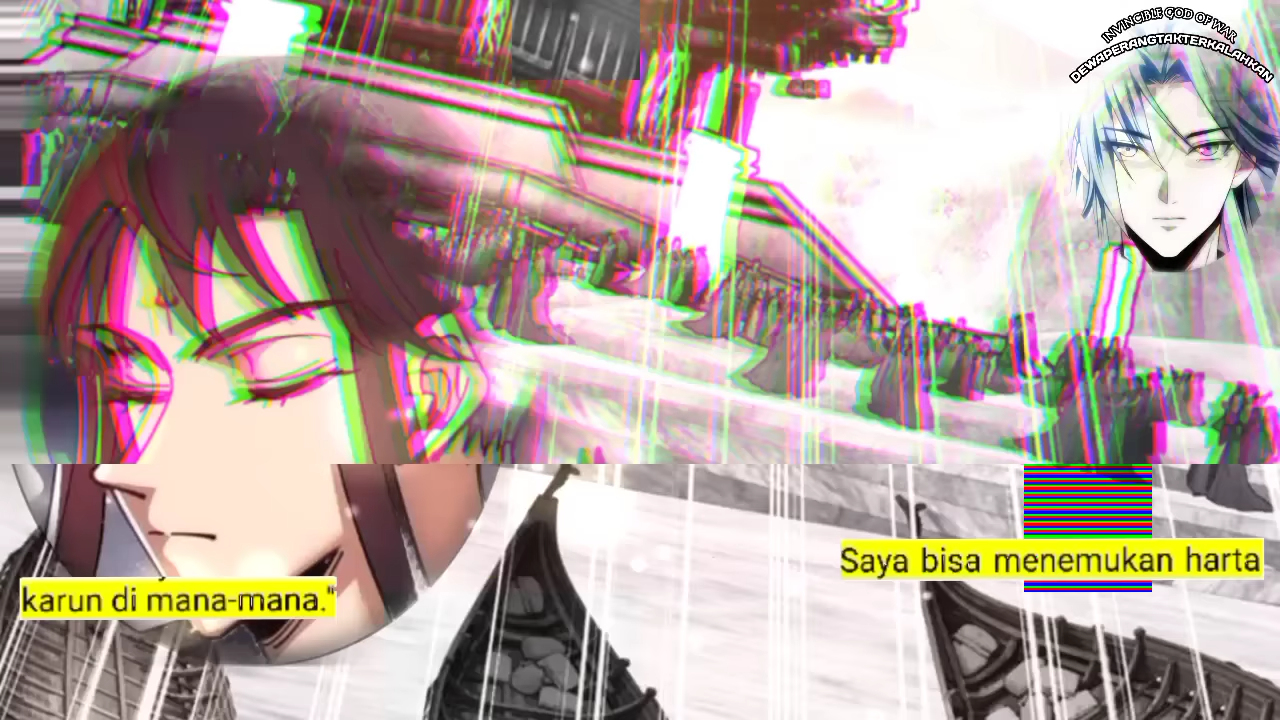 INVINCIBLE GOD OF WAR
DEWAPERANGTAKTERKALAHKAN
Saya bisa menemukan harta
karun di mana-mana."